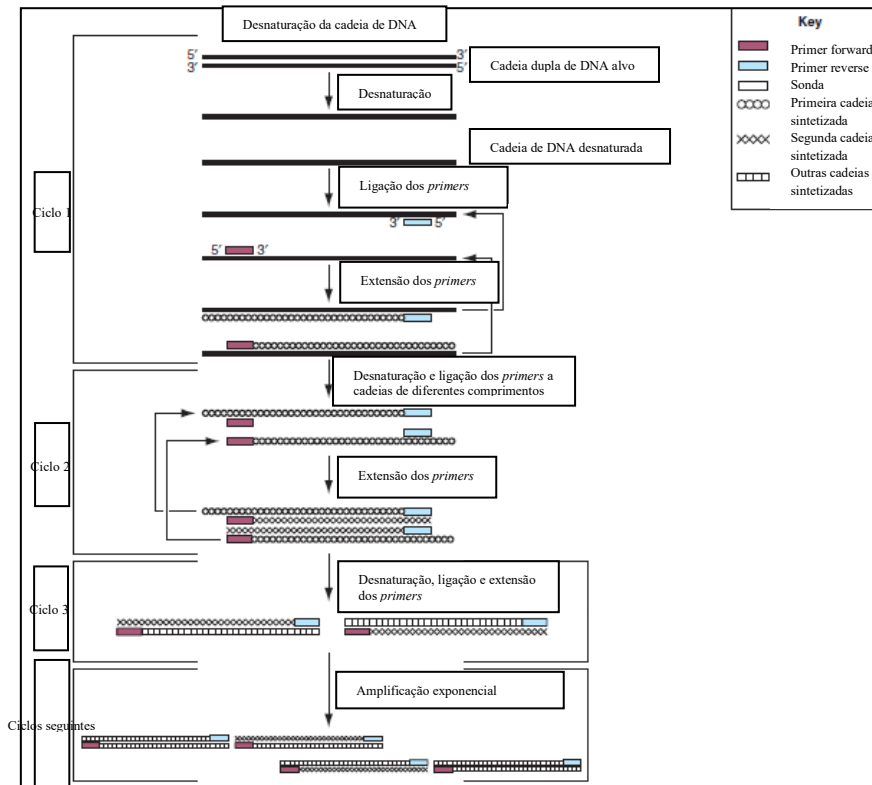 Desnaturação da cadeia de DNA
5′ 3′
3′ 5′
Cadeia dupla de DNA alvo
Desnaturação
Cadeia de DNA desnaturada
Ligação dos primers
3′ 5′
5′ 3′
Extensão dos primers
Ciclo 1
Desnaturação e ligação dos primers a
cadeias de diferentes comprimentos
Ciclo 2
Extensão dos primers
Desnaturação, ligação e extensão
dos primers
Ciclo 3
Amplificação exponencial
Ciclos seguintes
Key
Primer forward
Primer reverse
Sonda
Primeira cadeia
sintetizada
Segunda cadeia
sintetizada
Outras cadeias
sintetizadas